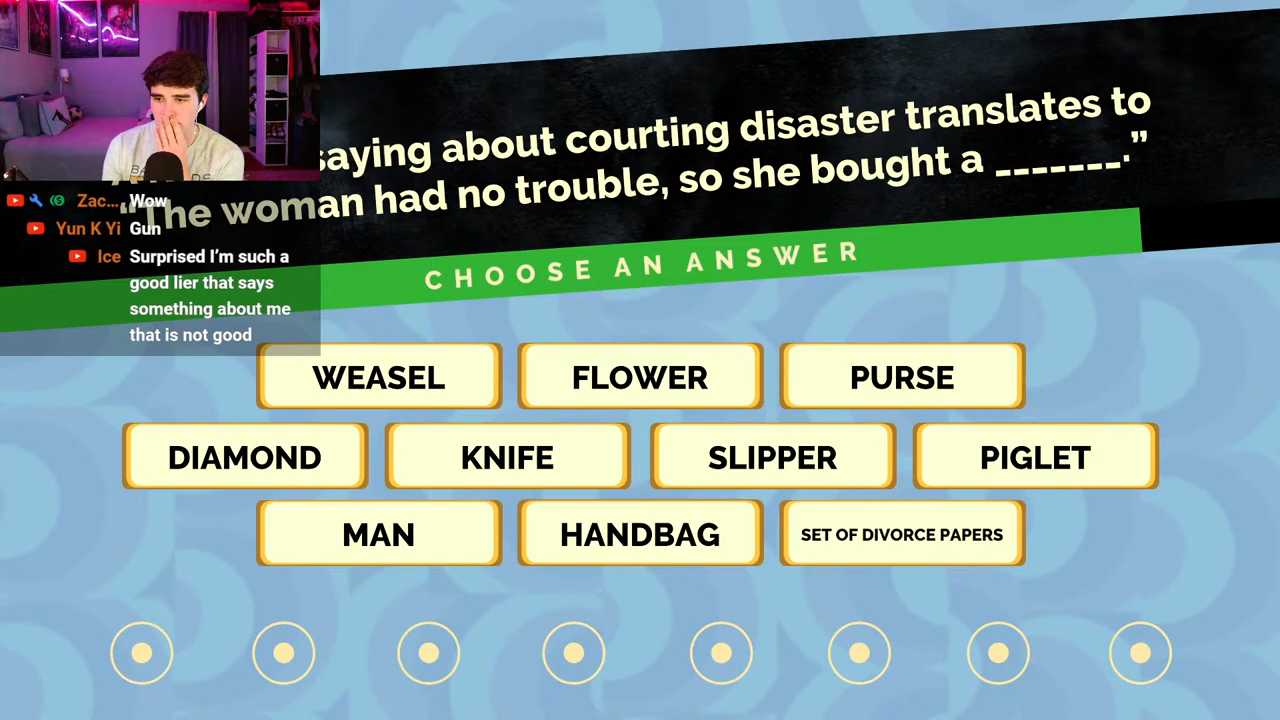 saying about courting disaster translates to
“The woman had no trouble, so she bought a _______.”
CHOOSE AN ANSWER
Zac... Wow
Yun K Yi Gun
Ice Surprised I’m such a
good lier that says
something about me
that is not good
WEASEL FLOWER PURSE
DIAMOND KNIFE SLIPPER PIGLET
MAN HANDBAG SET OF DIVORCE PAPERS